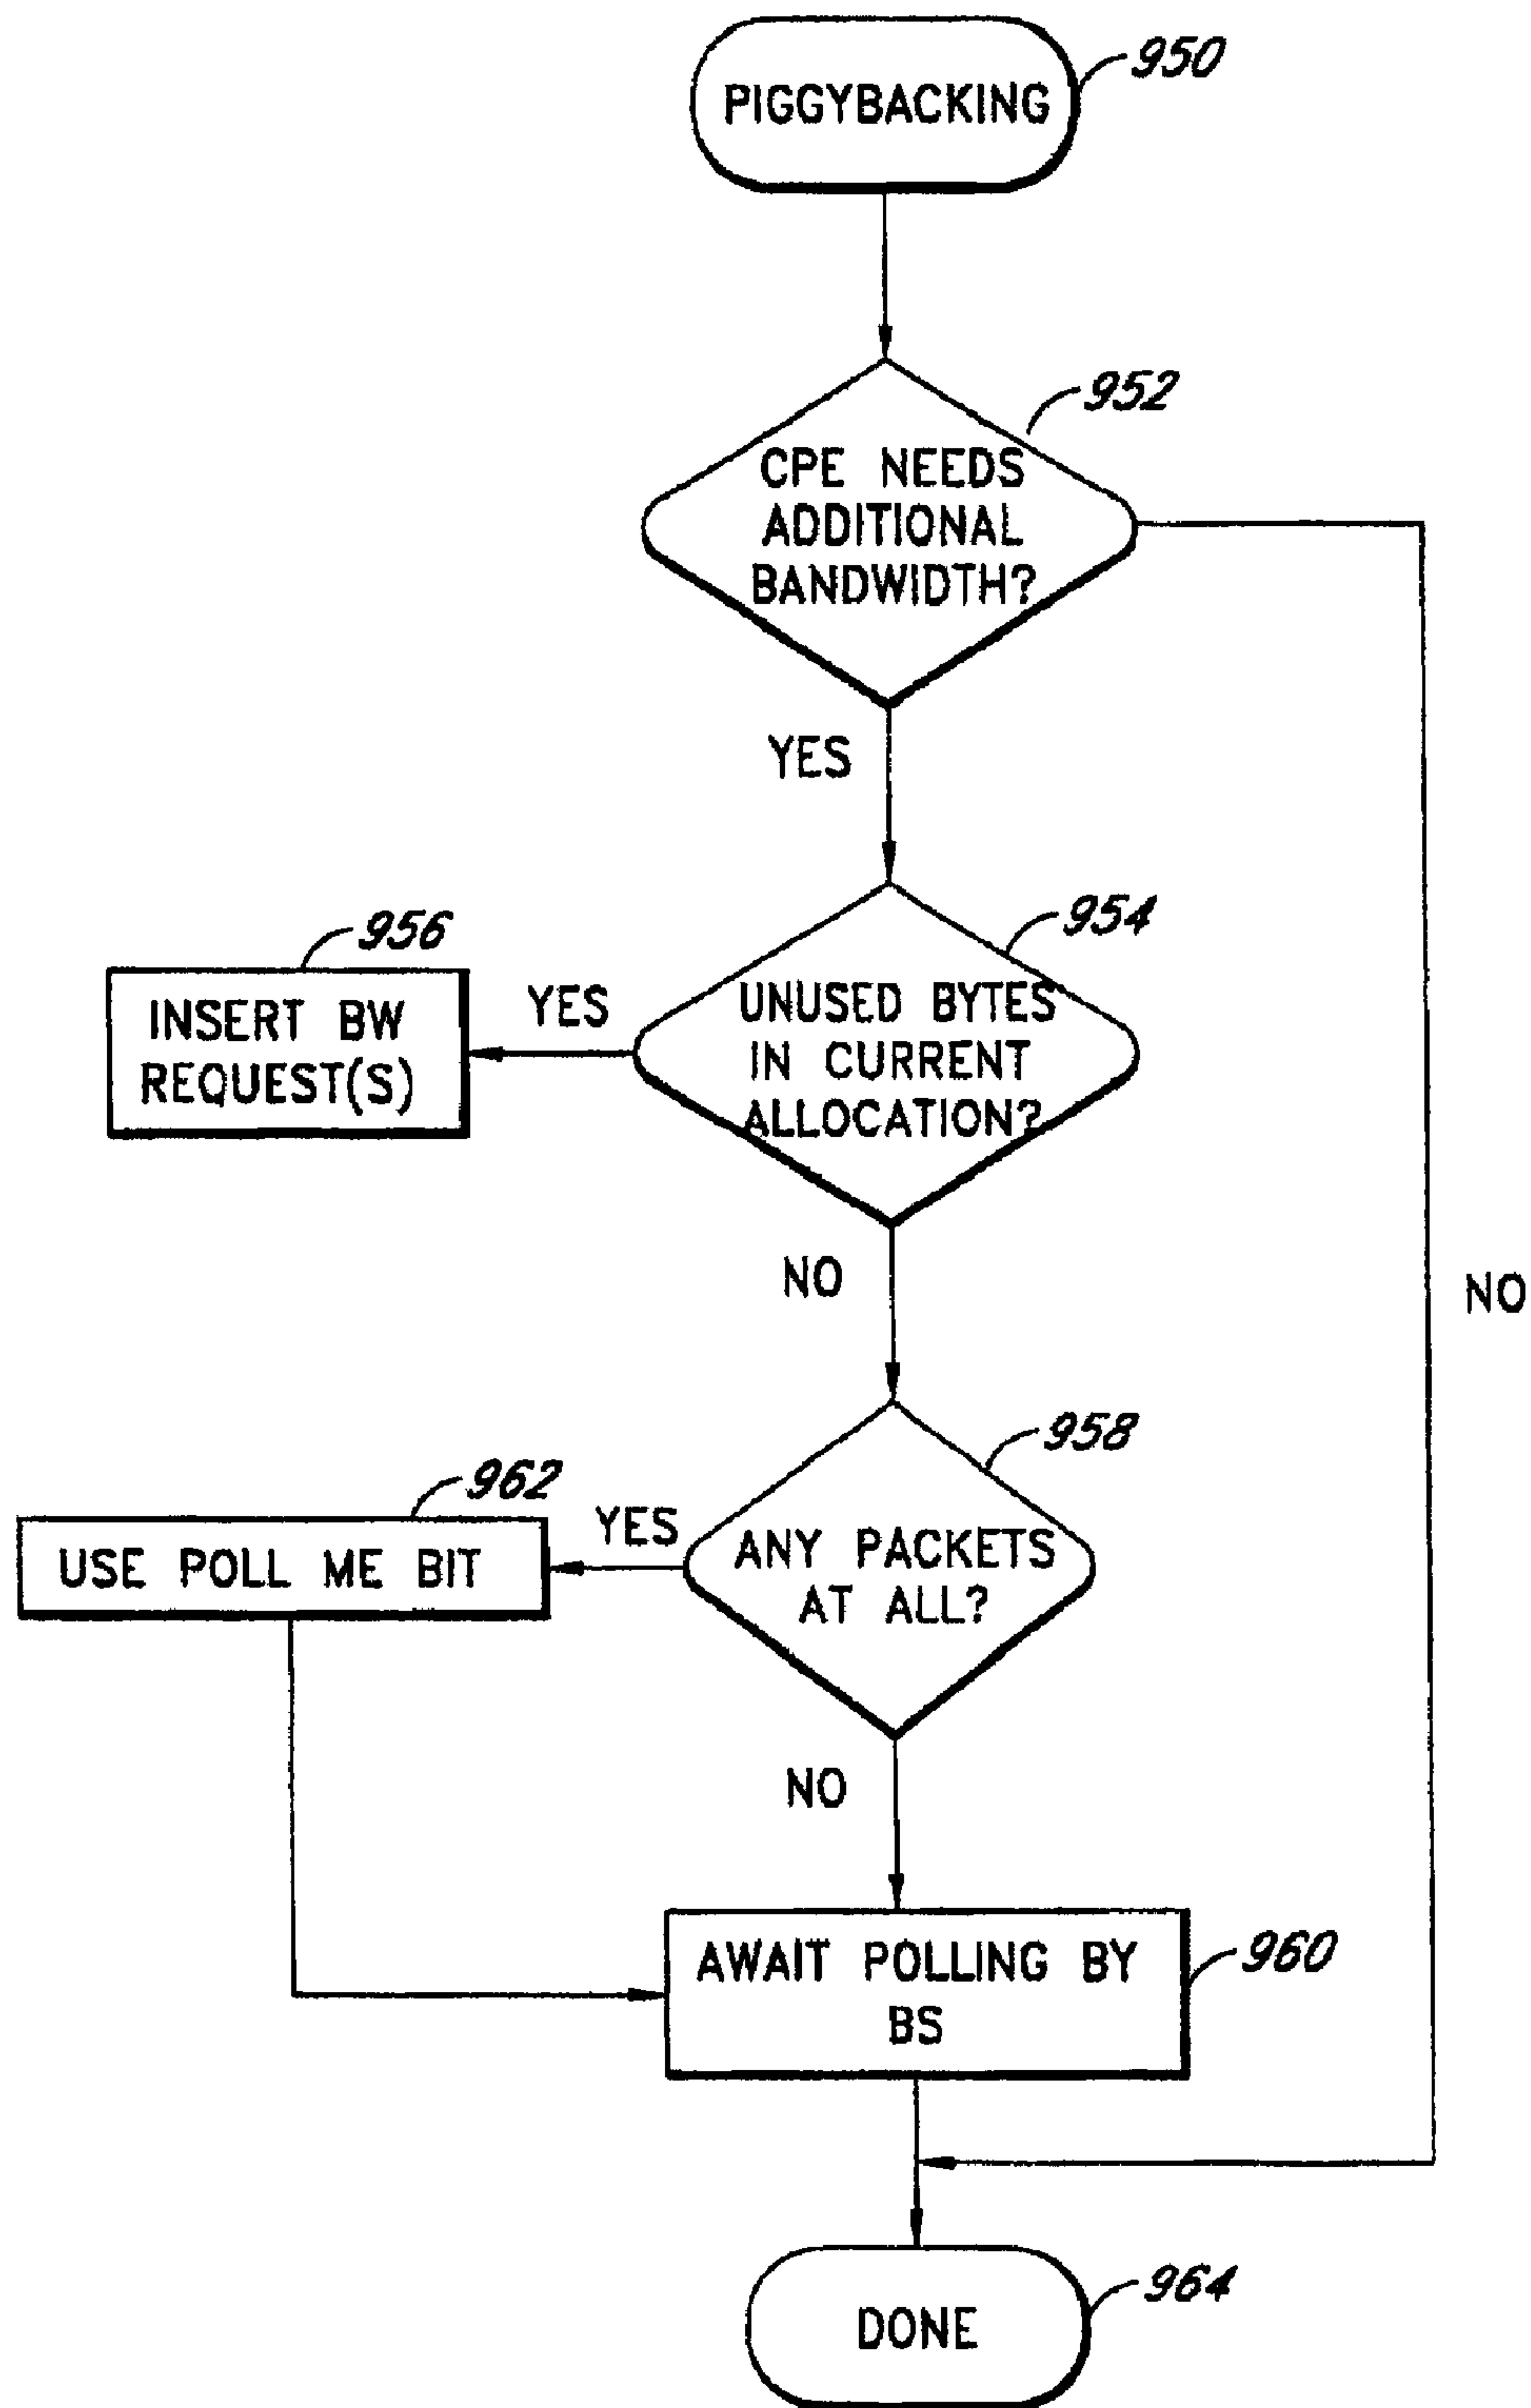 950
PIGGYBACKING
952
CPE NEEDS
ADDITIONAL
BANDWIDTH?
YES
954
956
UNUSED BYTES
IN CURRENT
ALLOCATION?
YES
INSERT BW
REQUEST(S)
NO
NO
958
962
ANY PACKETS
AT ALL?
YES
USE POLL ME BIT
NO
AWAIT POLLING BY
BS
960
964
DONE